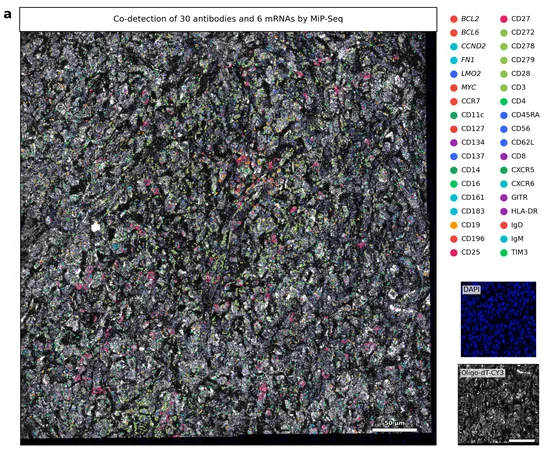 a
Co-detection of 30 antibodies and 6 mRNAs by MiP-Seq
BCL2
BCL6
CCND2
FN1
LMO2
MYC
CCR7
CD11c
CD127
CD134
CD137
CD14
CD16
CD161
CD183
CD19
CD196
CD25
CD27
CD272
CD278
CD279
CD28
CD3
CD4
CD45RA
CD56
CD62L
CD8
CXCR5
CXCR6
GITR
HLA-DR
IgD
IgM
TIM3
DAPI
Oligo-dT-CY3
50 μm